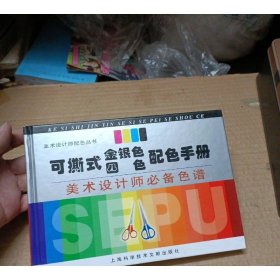 KE SI SHI JIN YIN SE SI SE PEI SE SHOU CE
美术设计师配色丛书
可撕式金银色四色配色手册
美术设计师必备色谱
SEPU
上海科学技术文献出版社